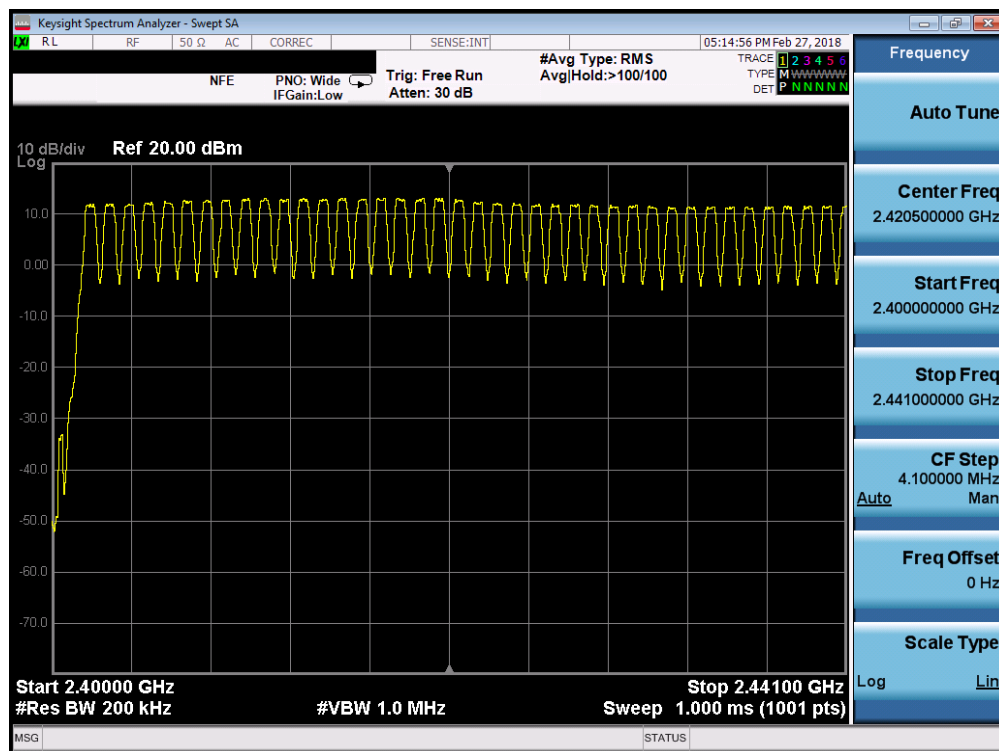 Keysight Spectrum Analyzer - Swept SA
LXI RL RF 50 Ω AC CORREC SENSE:INT 05:14:56 PM Feb 27, 2018
NFE PNO: Wide IFGain:Low Trig: Free Run Atten: 30 dB #Avg Type: RMS Avg|Hold:>100/100
TRACE 1 2 3 4 5 6
TYPE M WWWWW
DET P N N N N N
10 dB/div Ref 20.00 dBm
Log
10.0
0.00
-10.0
-20.0
-30.0
-40.0
-50.0
-60.0
-70.0
Start 2.40000 GHz Stop 2.44100 GHz
#Res BW 200 kHz #VBW 1.0 MHz Sweep 1.000 ms (1001 pts)
MSG STATUS
Frequency
Auto Tune
Center Freq
2.420500000 GHz
Start Freq
2.400000000 GHz
Stop Freq
2.441000000 GHz
CF Step
4.100000 MHz
Auto Man
Freq Offset
0 Hz
Scale Type
Log Lin